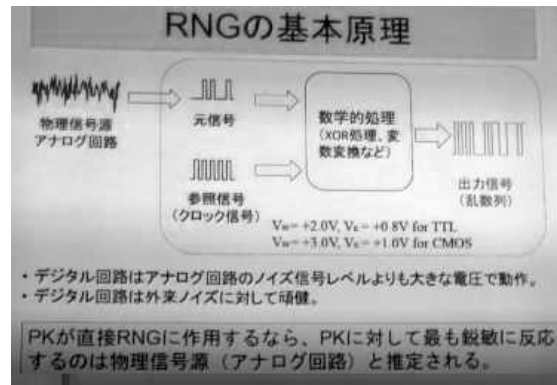 RNGの基本原理
物理信号源
アナログ回路
元信号
参照信号
(クロック信号)
数学的処理
(XOR処理、変
数変換など)
出力信号
(乱数列)
= +2.0V, = +0.8V for TTL
= +3.0V, = +1.0V for CMOS
・デジタル回路はアナログ回路のノイズ信号レベルよりも大きな電圧で動作。
・デジタル回路は外来ノイズに対して頑健。
PKが直接RNGに作用するなら、PKに対して最も鋭敏に反応
するのは物理信号源（アナログ回路）と推定される。